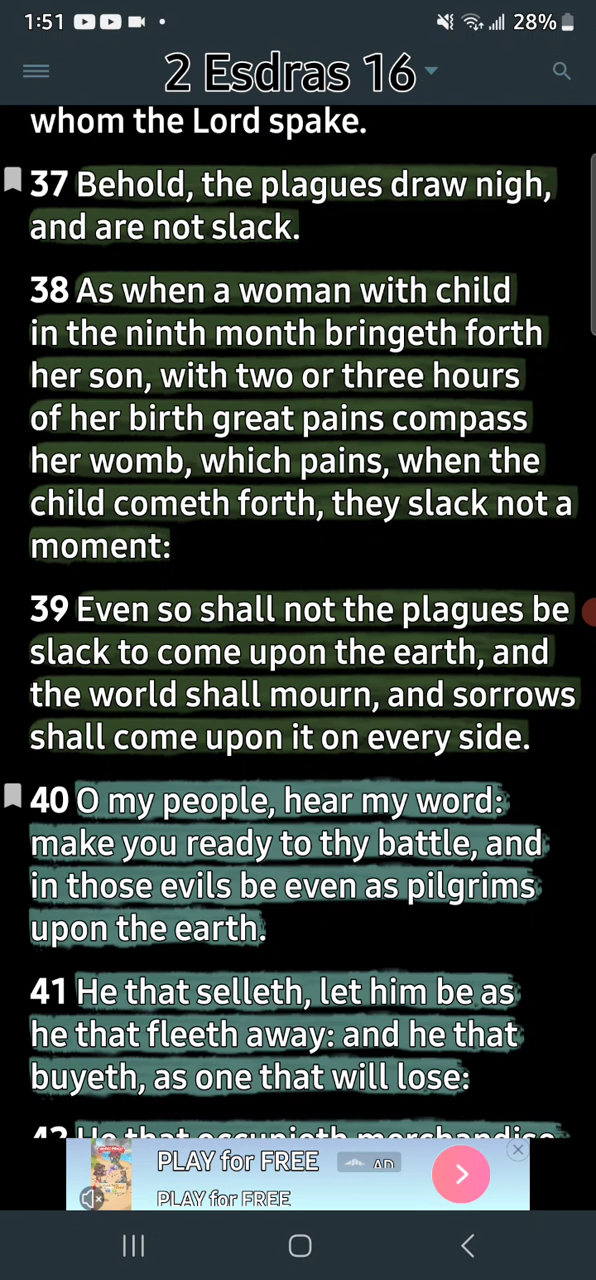 1:51
28%
2 Esdras 16
whom the Lord spake.
37 Behold, the plagues draw nigh,
and are not slack.
38 As when a woman with child
in the ninth month bringeth forth
her son, with two or three hours
of her birth great pains compass
her womb, which pains, when the
child cometh forth, they slack not a
moment:
39 Even so shall not the plagues be
slack to come upon the earth, and
the world shall mourn, and sorrows
shall come upon it on every side.
40 O my people, hear my word:
make you ready to thy battle, and
in those evils be even as pilgrims
upon the earth.
41 He that selleth, let him be as
he that fleeth away: and he that
buyeth, as one that will lose:
42 He that occupieth merchandise
PLAY for FREE AD
PLAY for FREE